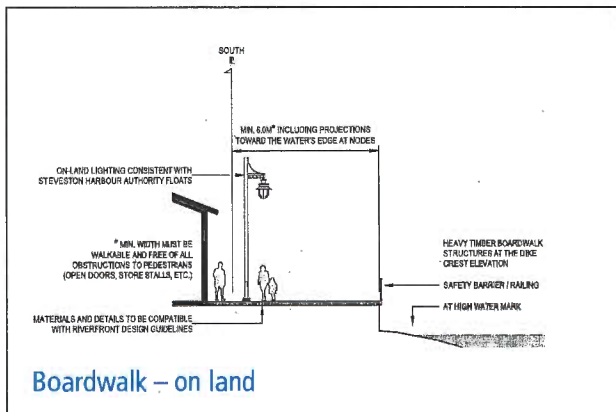 SOUTH
PL
MIN. 6.0M* INCLUDING PROJECTIONS
TOWARD THE WATER'S EDGE AT NODES
ON-LAND LIGHTING CONSISTENT WITH
STEVESTON HARBOUR AUTHORITY FLOATS
* MIN. WIDTH MUST BE
WALKABLE AND FREE OF ALL
OBSTRUCTIONS TO PEDESTRIANS
(OPEN DOORS, STORE STALLS, ETC.)
HEAVY TIMBER BOARDWALK
STRUCTURES AT THE DIKE
CREST ELEVATION
SAFETY BARRIER / RAILING
AT HIGH WATER MARK
MATERIALS AND DETAILS TO BE COMPATIBLE
WITH RIVERFRONT DESIGN GUIDELINES
Boardwalk – on land